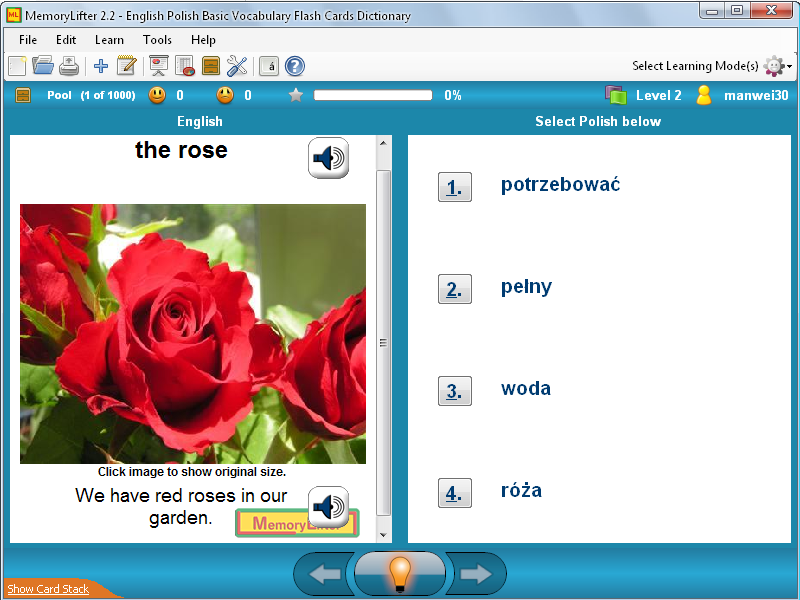 MemoryLifter 2.2 - English Polish Basic Vocabulary Flash Cards Dictionary
File Edit Learn Tools Help
á ? Select Learning Mode(s)
Pool (1 of 1000) 0 0 0% Level 2 manwei30
English
Select Polish below
the rose
Click image to show original size.
We have red roses in our
garden.
MemoryLifter
1. potrzebować
2. pełny
3. woda
4. róża
Show Card Stack